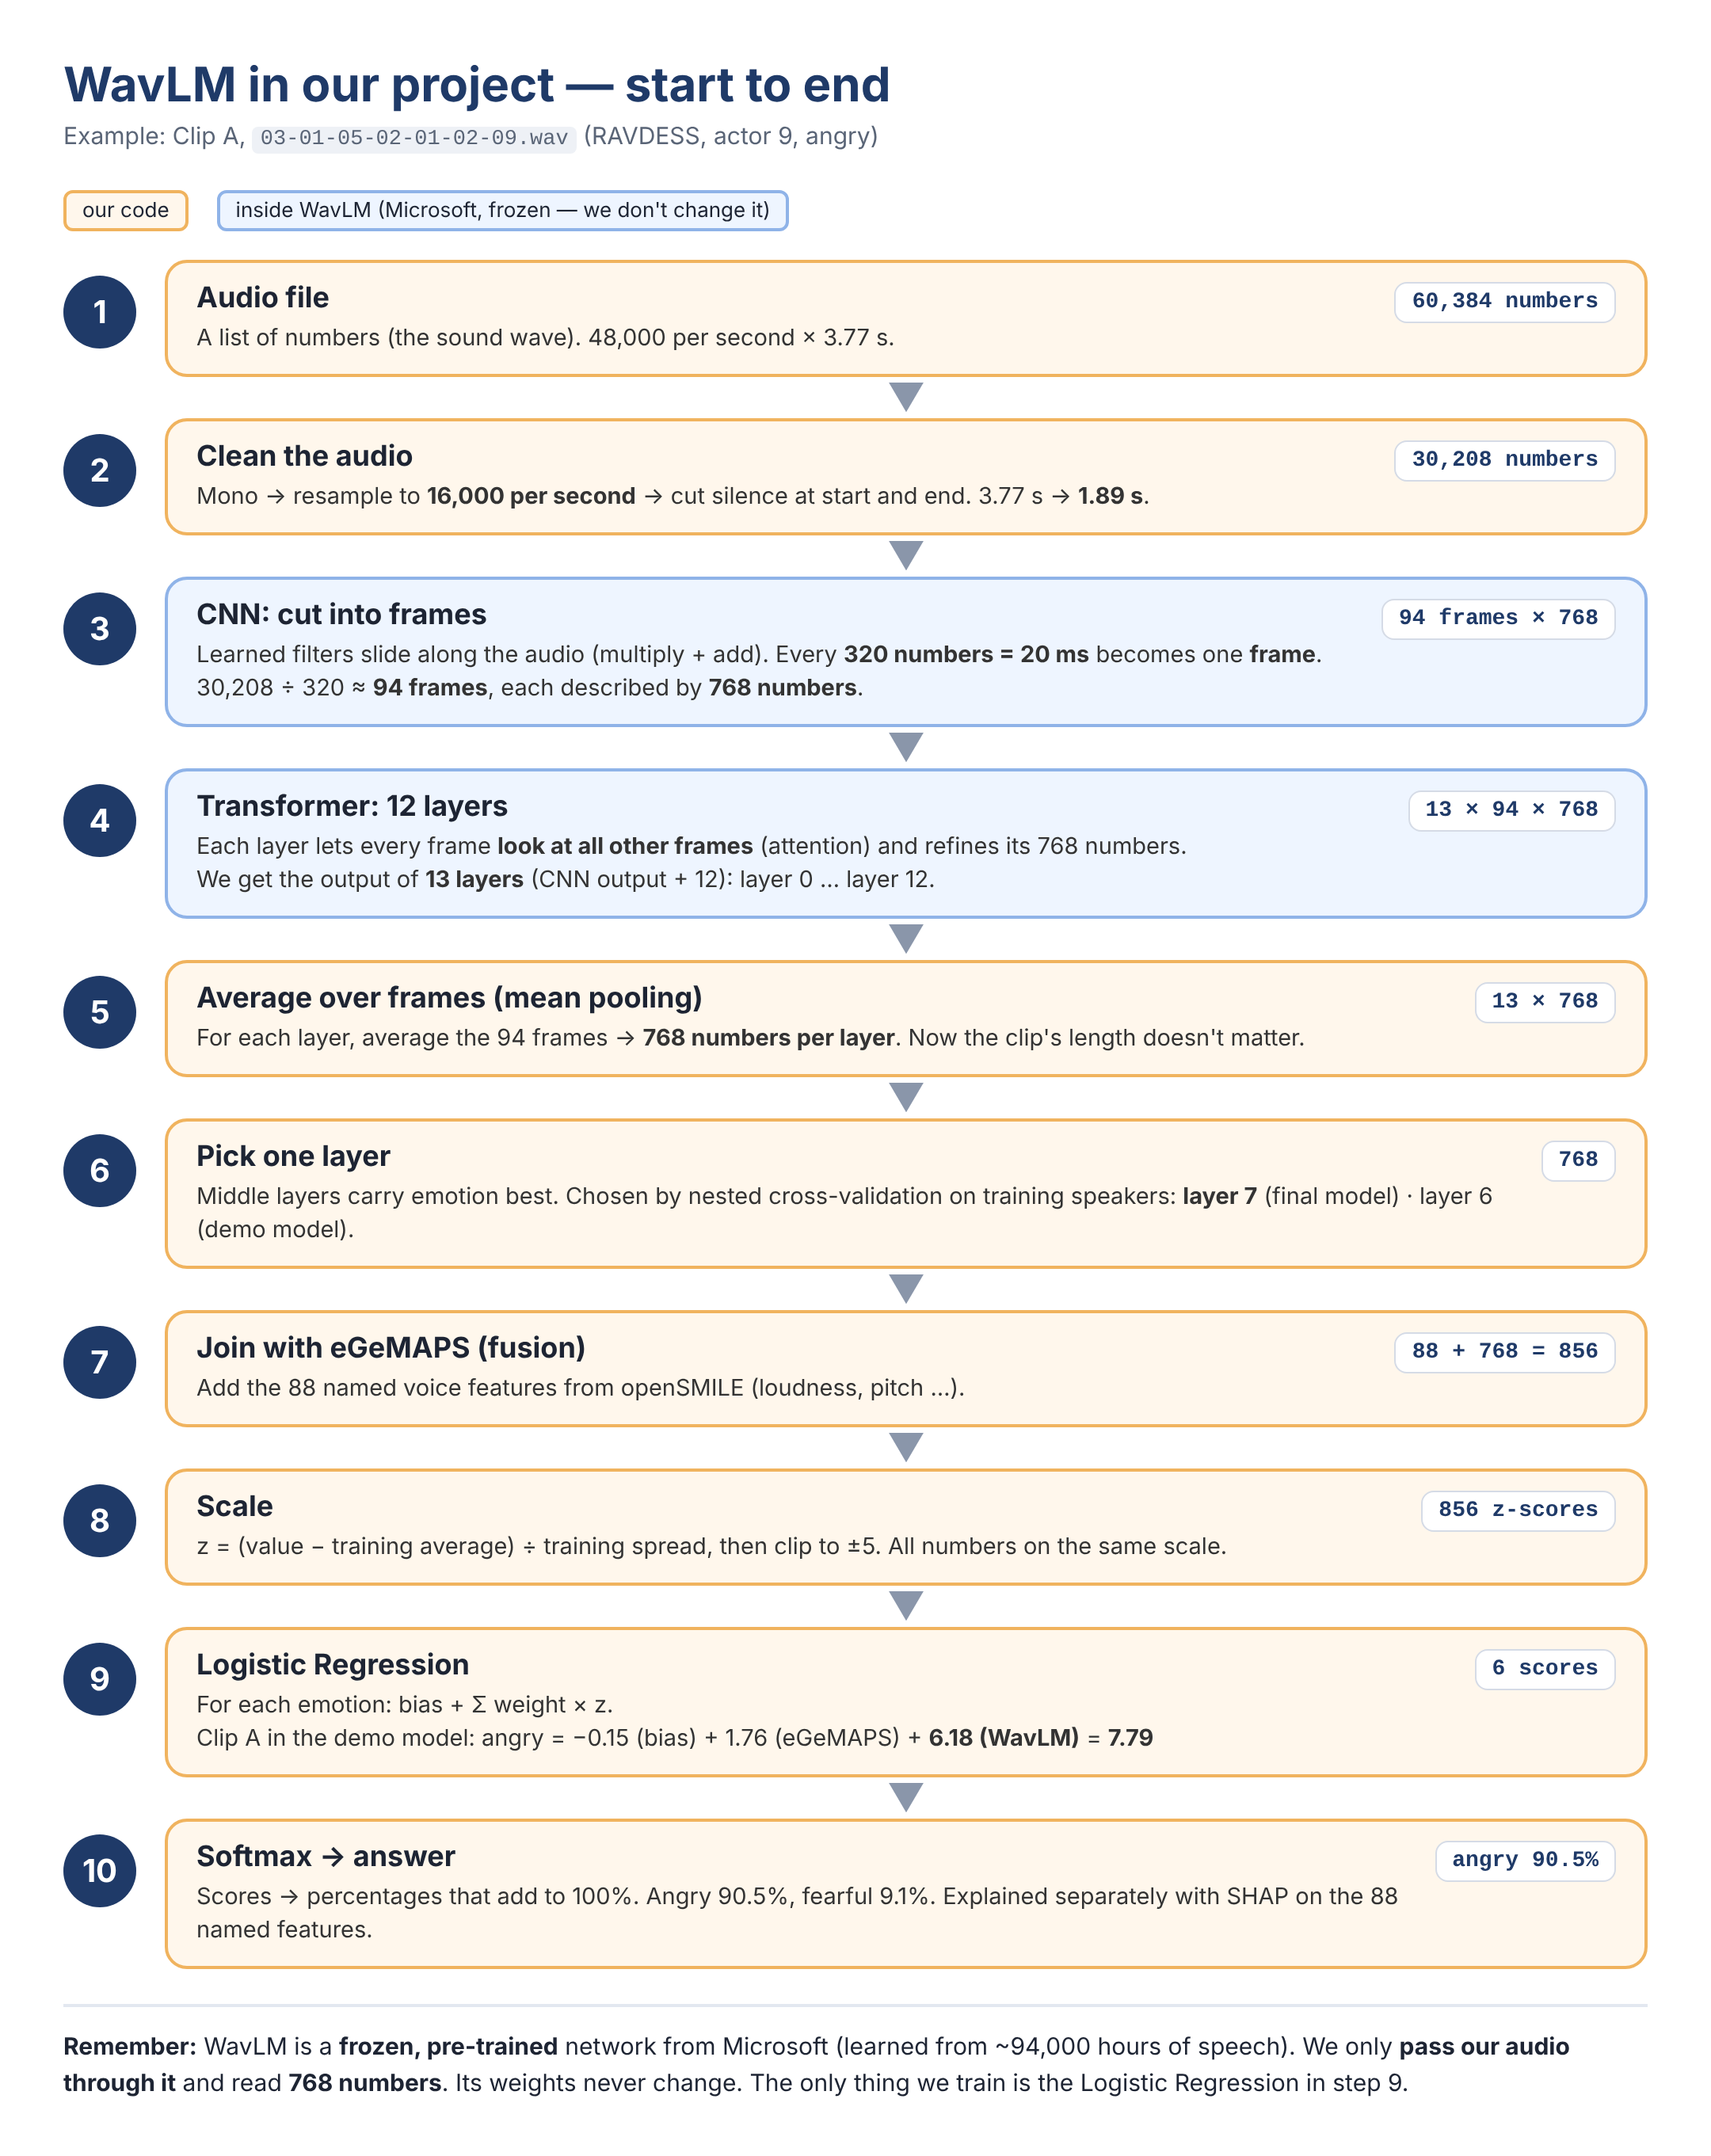 WavLM in our project — start to end
Example: Clip A, 03-01-05-02-01-02-09.wav (RAVDESS, actor 9, angry)
our code
inside WavLM (Microsoft, frozen — we don't change it)
1
Audio file
60,384 numbers
A list of numbers (the sound wave). 48,000 per second × 3.77 s.
2
Clean the audio
30,208 numbers
Mono → resample to 16,000 per second → cut silence at start and end. 3.77 s → 1.89 s.
3
CNN: cut into frames
94 frames × 768
Learned filters slide along the audio (multiply + add). Every 320 numbers = 20 ms becomes one frame.
30,208 ÷ 320 ≈ 94 frames, each described by 768 numbers.
4
Transformer: 12 layers
13 × 94 × 768
Each layer lets every frame look at all other frames (attention) and refines its 768 numbers.
We get the output of 13 layers (CNN output + 12): layer 0 … layer 12.
5
Average over frames (mean pooling)
13 × 768
For each layer, average the 94 frames → 768 numbers per layer. Now the clip's length doesn't matter.
6
Pick one layer
768
Middle layers carry emotion best. Chosen by nested cross-validation on training speakers: layer 7 (final model) · layer 6
(demo model).
7
Join with eGeMAPS (fusion)
88 + 768 = 856
Add the 88 named voice features from openSMILE (loudness, pitch …).
8
Scale
856 z-scores
z = (value − training average) ÷ training spread, then clip to ±5. All numbers on the same scale.
9
Logistic Regression
6 scores
For each emotion: bias + Σ weight × z.
Clip A in the demo model: angry = −0.15 (bias) + 1.76 (eGeMAPS) + 6.18 (WavLM) = 7.79
10
Softmax → answer
angry 90.5%
Scores → percentages that add to 100%. Angry 90.5%, fearful 9.1%. Explained separately with SHAP on the 88
named features.
Remember: WavLM is a frozen, pre-trained network from Microsoft (learned from ~94,000 hours of speech). We only pass our audio
through it and read 768 numbers. Its weights never change. The only thing we train is the Logistic Regression in step 9.